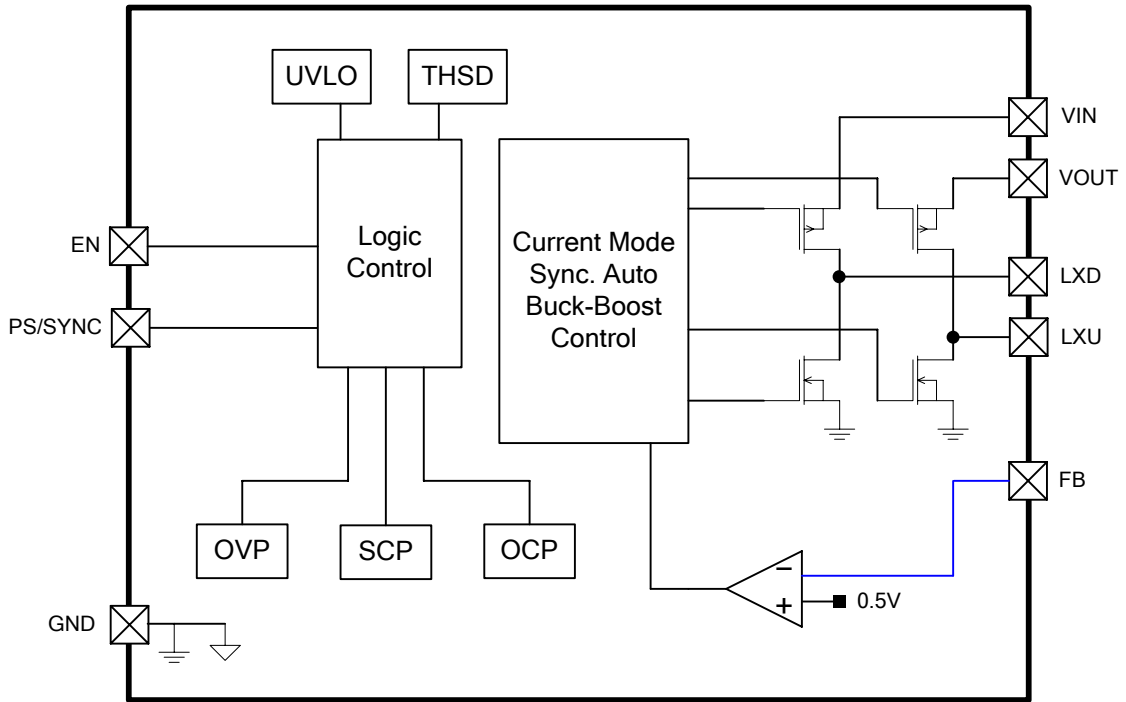 UVLO
THSD
VIN
VOUT
EN
Logic
Control
Current Mode
Sync. Auto
Buck-Boost
Control
LXD
PS/SYNC
LXU
FB
OVP
SCP
OCP
−
+
0.5V
GND